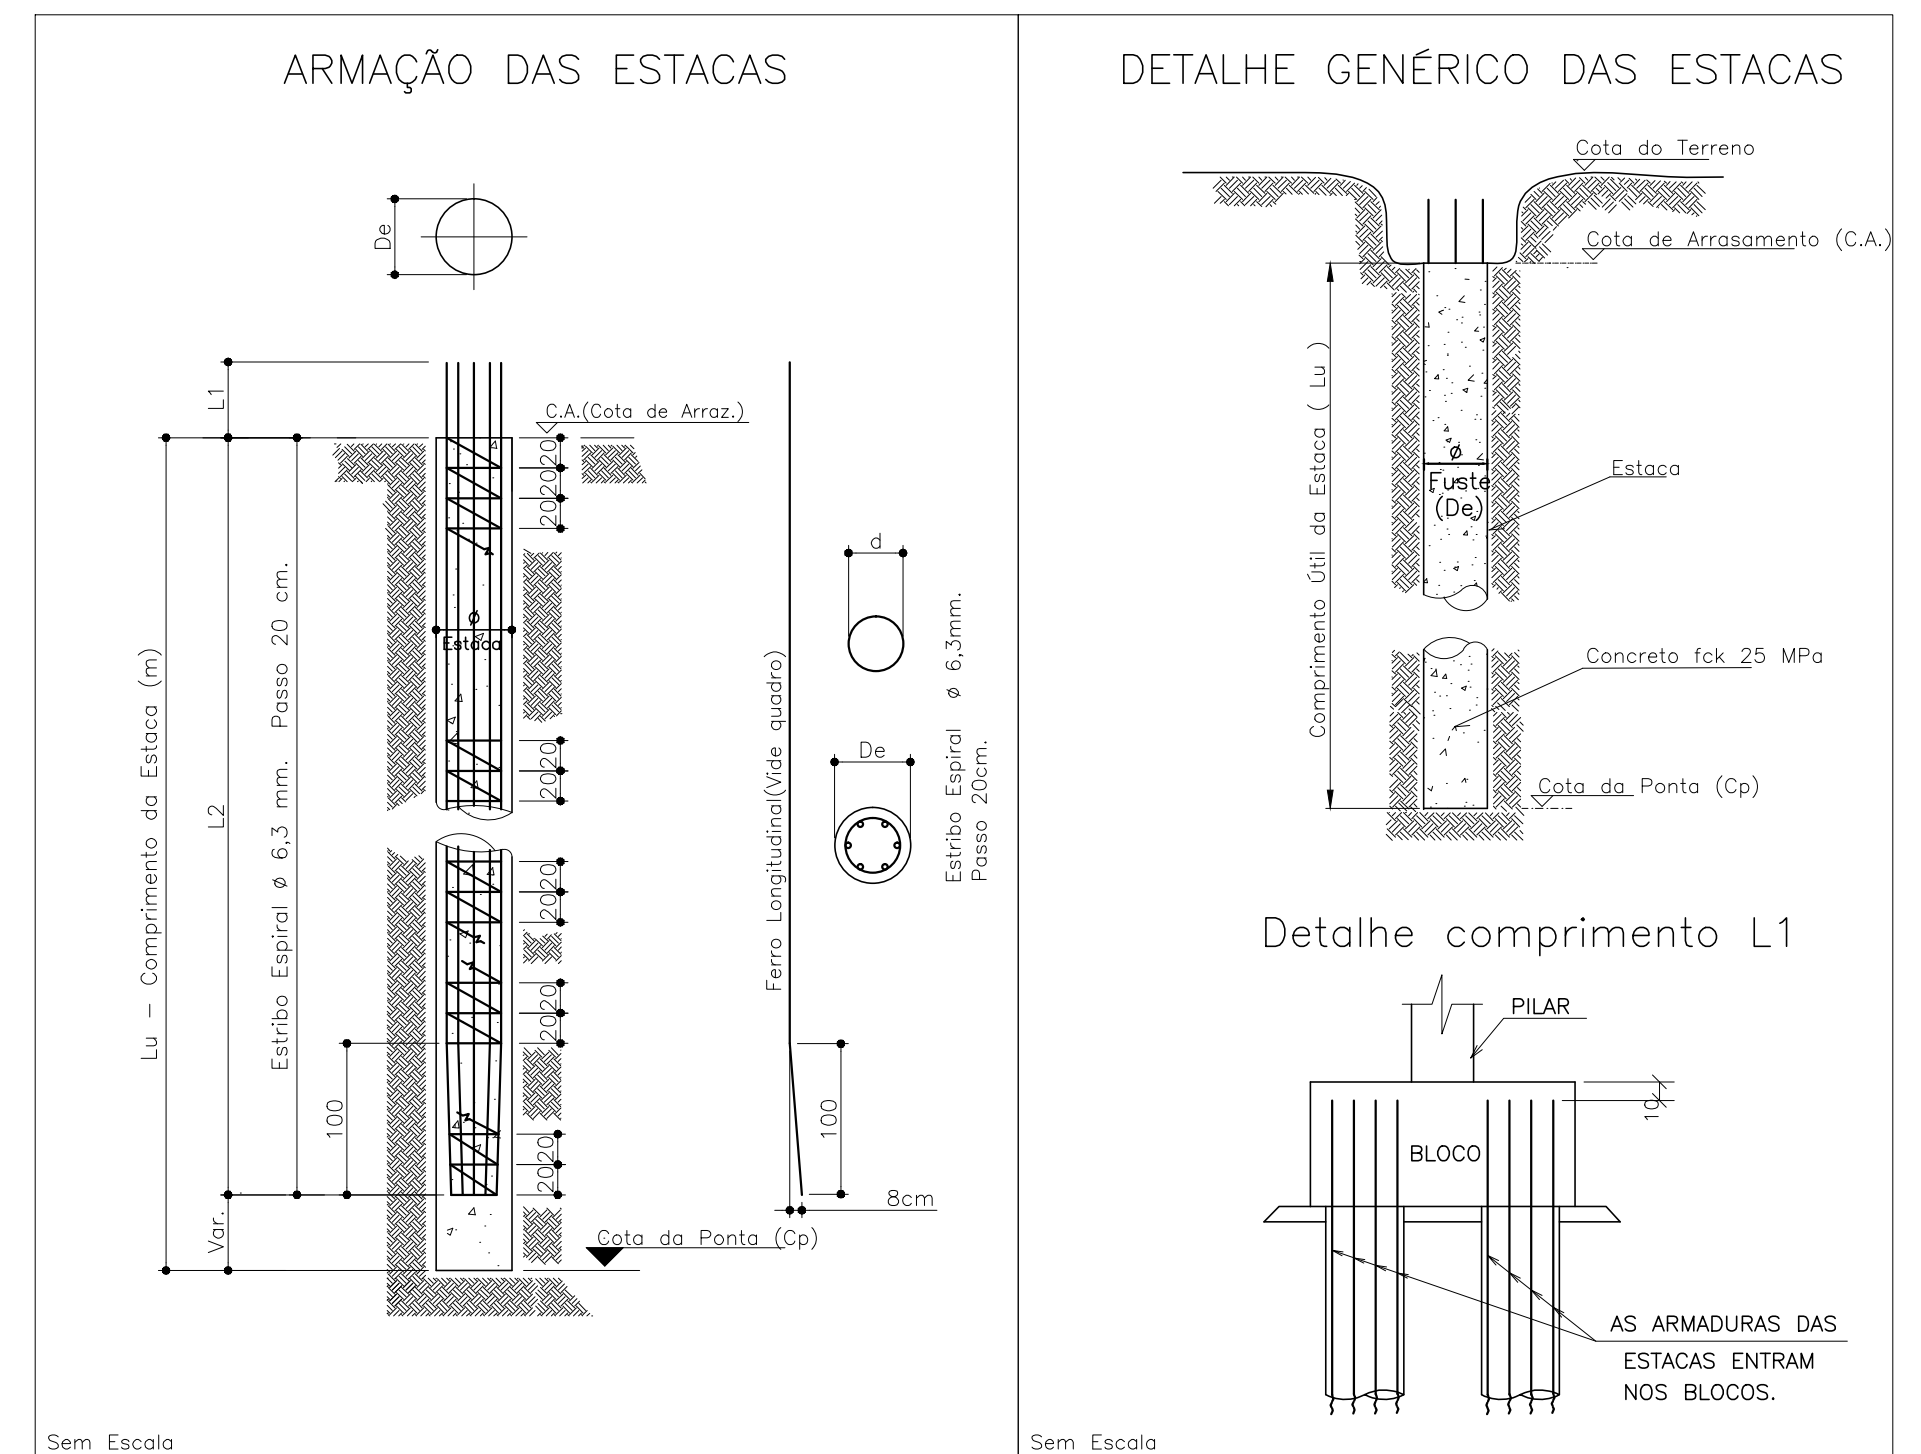 ARMAÇÃO DAS ESTACAS
De
L1
C.A.(Cota de Arraz.)
20
20
20
Lu – Comprimento da Estaca (m)
L2
Estribo Espiral ø 6,3 mm. Passo 20 cm.
ø
Estaca
20
20
20
20
20
20
100
20
20
Var.
Cota da Ponta (Cp)
Ferro Longitudinal(Vide quadro)
100
8cm
d
De
Estribo Espiral ø 6,3mm.
Passo 20cm.
Sem Escala
DETALHE GENÉRICO DAS ESTACAS
Cota do Terreno
Cota de Arrasamento (C.A.)
Comprimento Útil da Estaca ( Lu )
ø
Fuste
(De)
Estaca
Concreto fck 25 MPa
Cota da Ponta (Cp)
Detalhe comprimento L1
PILAR
10
BLOCO
AS ARMADURAS DAS
ESTACAS ENTRAM
NOS BLOCOS.
Sem Escala